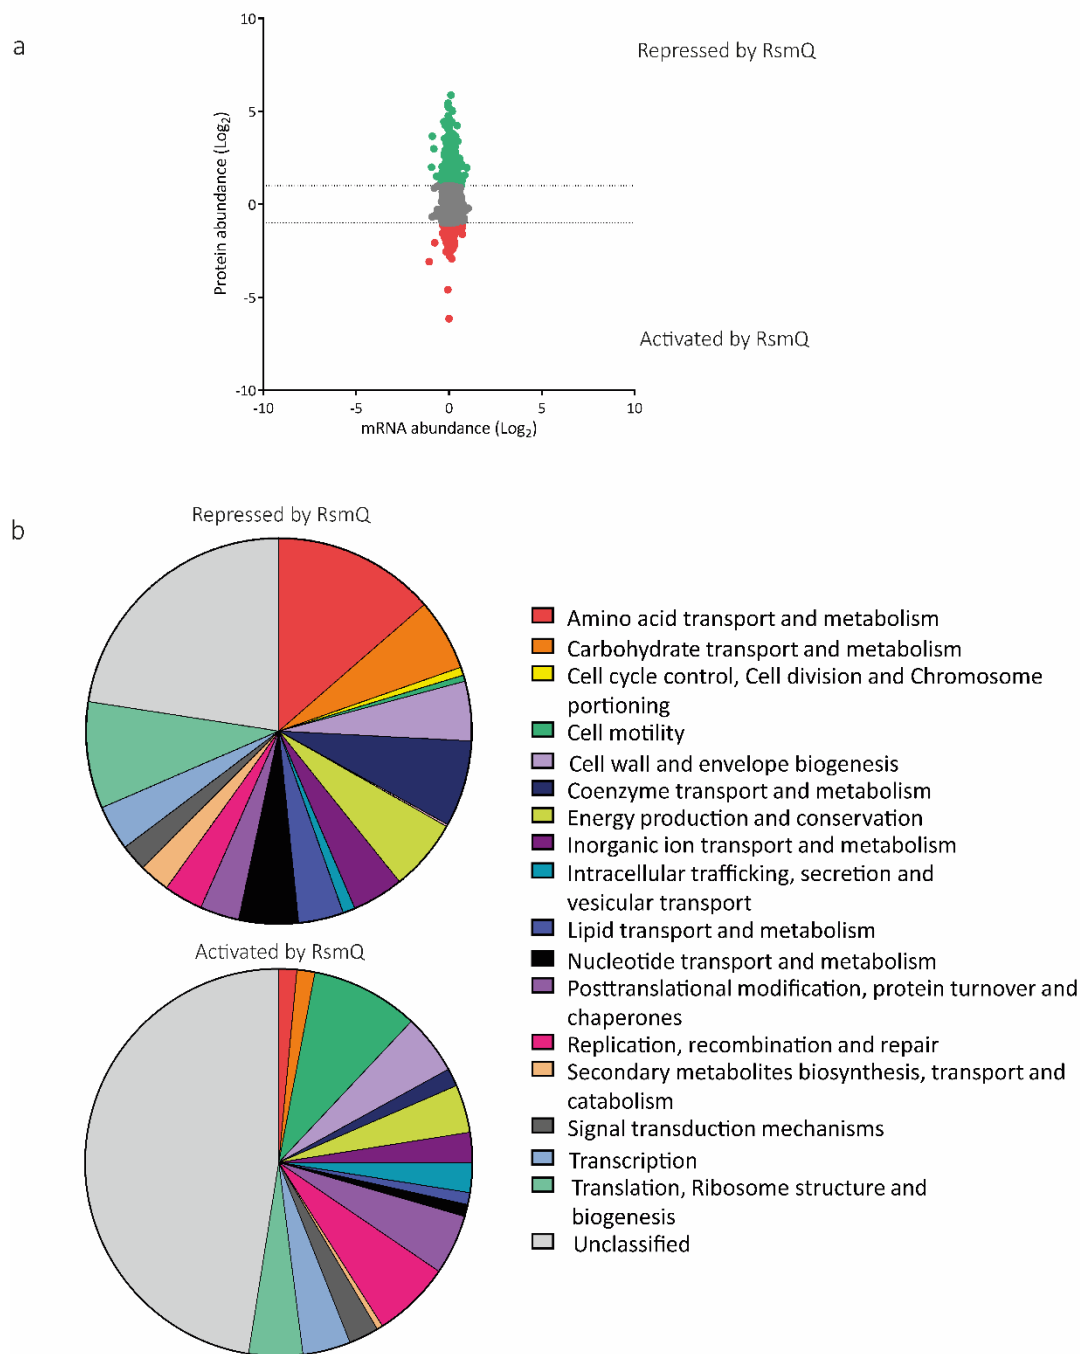 a
10
5
0
-5
-10
Protein abundance (Log2)
-10
-5
0
5
10
mRNA abundance (Log2)
Repressed by RsmQ
Activated by RsmQ
b
Repressed by RsmQ
Activated by RsmQ
Amino acid transport and metabolism
Carbohydrate transport and metabolism
Cell cycle control, Cell division and Chromosome
portioning
Cell motility
Cell wall and envelope biogenesis
Coenzyme transport and metabolism
Energy production and conservation
Inorganic ion transport and metabolism
Intracellular trafficking, secretion and
vesicular transport
Lipid transport and metabolism
Nucleotide transport and metabolism
Posttranslational modification, protein turnover and
chaperones
Replication, recombination and repair
Secondary metabolites biosynthesis, transport and
catabolism
Signal transduction mechanisms
Transcription
Translation, Ribosome structure and
biogenesis
Unclassified